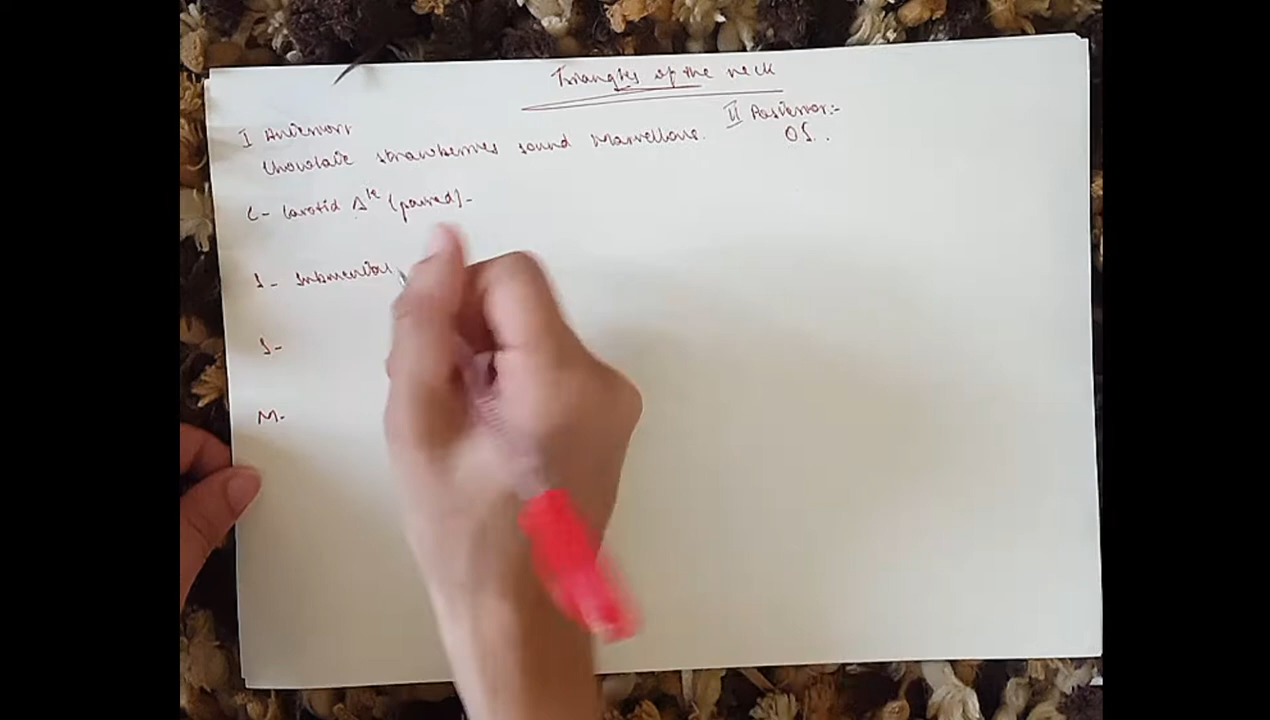 Triangles of the neck
I Anterior
Chocolate strawberries sound Marvellous.
II Posterior:-
OS..
C- Carotid Δle (paired)-
S- Submental
S-
M-